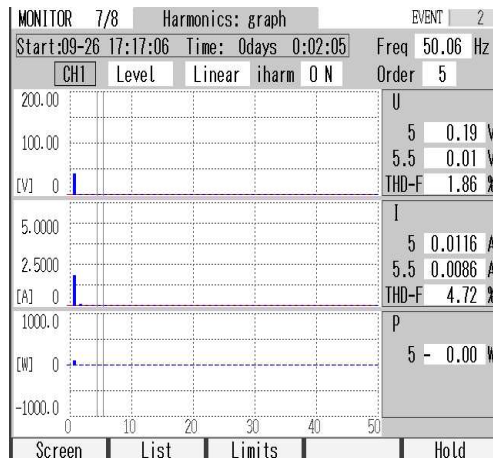 MONITOR 7/8 Harmonics: graph EVENT 2
Start:09-26 17:17:06 Time: 0days 0:02:05 Freq 50.06 Hz
CH1 Level Linear iharm ON Order 5
200.00
100.00
[V] 0
U
5 0.19 V
5.5 0.01 V
THD-F 1.86 %
5.0000
2.5000
[A] 0
I
5 0.0116 A
5.5 0.0086 A
THD-F 4.72 %
1000.0
[W] 0
-1000.0
P
5 - 0.00 W
0 10 20 30 40 50
Screen List Limits Hold